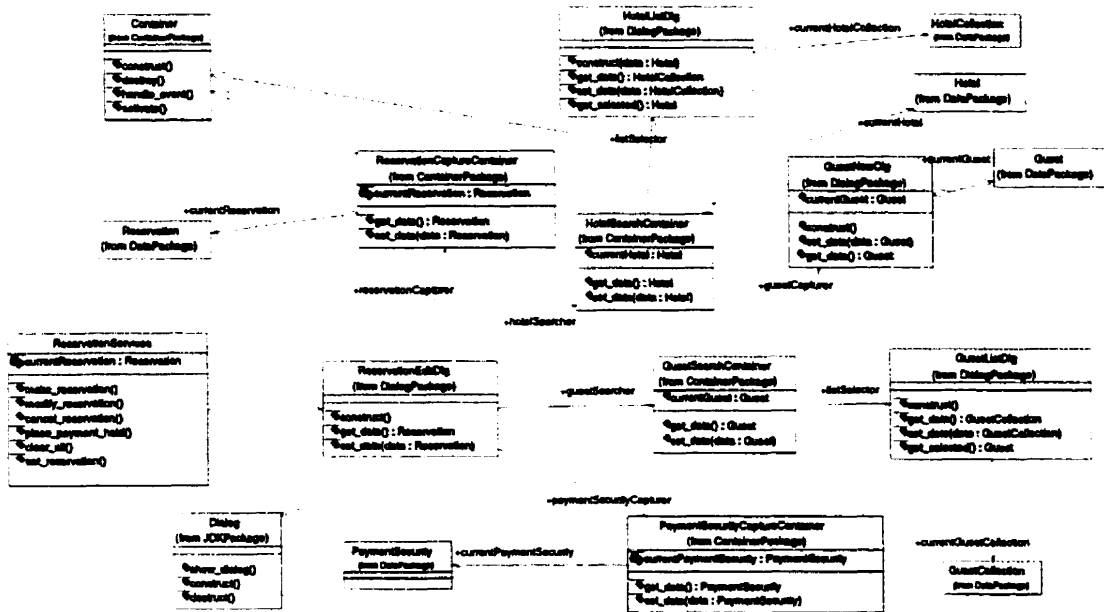 Container
(from ContainerPackage)
construct()
destroy()
handle_event()
activate()
HotelListDlg
(from DialogPackage)
construct(data : Hotel)
get_data() : HotelCollection
set_data(data : HotelCollection)
get_selected() : Hotel
+currentHotelCollection
HotelCollection
(from DataPackage)
Hotel
(from DataPackage)
+currentHotel
+listSelector
ReservationCaptureContainer
(from ContainerPackage)
currentReservation : Reservation
get_data() : Reservation
set_data(data : Reservation)
+currentReservation
Reservation
(from DataPackage)
GuestNewDlg
(from DialogPackage)
currentGuest : Guest
construct()
set_data(data : Guest)
get_data() : Guest
+currentGuest
Guest
(from DataPackage)
HotelSearchContainer
(from ContainerPackage)
currentHotel : Hotel
get_data() : Hotel
set_data(data : Hotel)
+reservationCapturer
+guestCapturer
+hotelSearcher
ReservationServices
currentReservation : Reservation
make_reservation()
modify_reservation()
cancel_reservation()
place_payment_hold()
clear_all()
set_reservation()
ReservationEditDlg
(from DialogPackage)
construct()
get_data() : Reservation
set_data(data : Reservation)
+guestSearcher
GuestSearchContainer
(from ContainerPackage)
currentGuest : Guest
get_data() : Guest
set_data(data : Guest)
+listSelector
GuestListDlg
(from DialogPackage)
construct()
get_data() : GuestCollection
set_data(data : GuestCollection)
get_selected() : Guest
+paymentSecurityCapturer
Dialog
(from JDKPackage)
show_dialog()
construct()
destruct()
PaymentSecurity
(from DataPackage)
+currentPaymentSecurity
PaymentSecurityCaptureContainer
(from ContainerPackage)
currentPaymentSecurity : PaymentSecurity
get_data() : PaymentSecurity
set_data(data : PaymentSecurity)
+currentGuestCollection
GuestCollection
(from DataPackage)